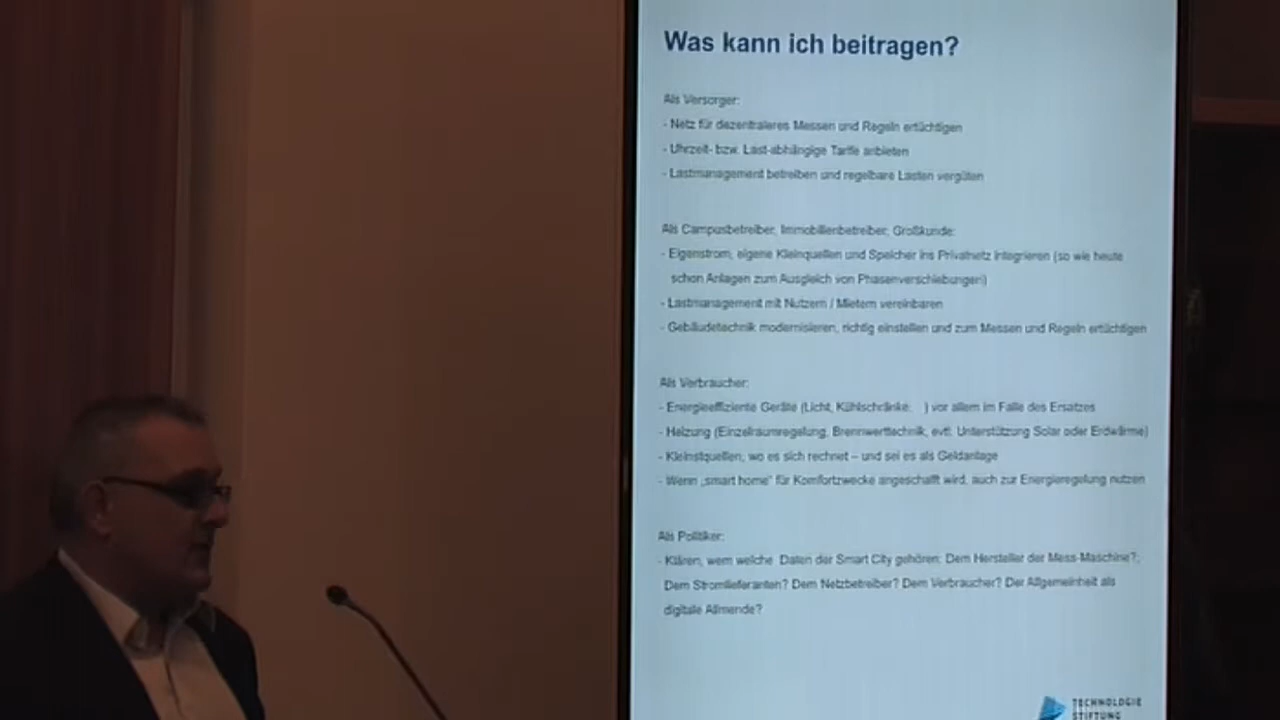 Was kann ich beitragen?
Als Versorger:
- Netz für dezentraleres Messen und Regeln ertüchtigen
- Uhrzeit- bzw. Last-abhängige Tarife anbieten
- Lastmanagement betreiben und regelbare Lasten vergüten
Als Campusbetreiber, Immobilienbetreiber, Großkunde:
- Eigenstrom, eigene Kleinquellen und Speicher ins Privatnetz integrieren (so wie heute
schon Anlagen zum Ausgleich von Phasenverschiebungen)
- Lastmanagement mit Nutzern / Mietern vereinbaren
- Gebäudetechnik modernisieren, richtig einstellen und zum Messen und Regeln ertüchtigen
Als Verbraucher:
- Energieeffiziente Geräte (Licht, Kühlschränke, ) vor allem im Falle des Ersatzes
- Heizung (Einzelraumregelung, Brennwerttechnik, evtl. Unterstützung Solar oder Erdwärme)
- Kleinstquellen, wo es sich rechnet – und sei es als Geldanlage
- Wenn „smart home" für Komfortzwecke angeschafft wird, auch zur Energieregelung nutzen
Als Politiker:
- Klären, wem welche Daten der Smart City gehören: Dem Hersteller der Mess-Maschine?,
Dem Stromlieferanten? Dem Netzbetreiber? Dem Verbraucher? Der Allgemeinheit als
digitale Allmende?
TECHNOLOGIE
STIFTUNG